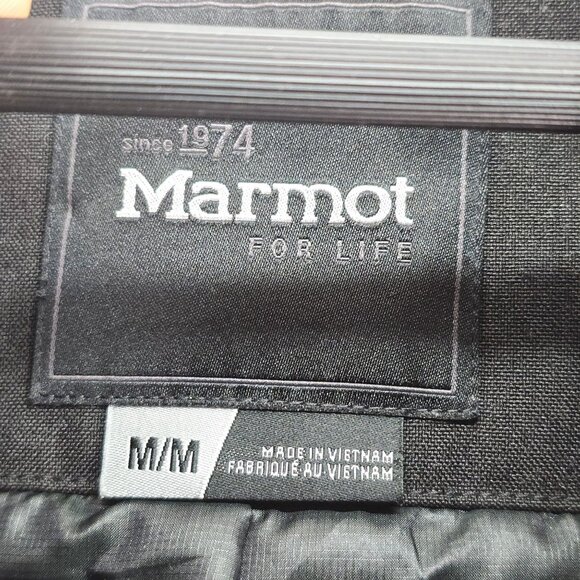 since 1974
Marmot
FOR LIFE
M/M
MADE IN VIETNAM
FABRIQUÉ AU VIETNAM